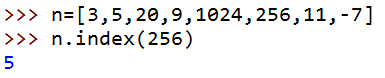 >>> n=[3,5,20,9,1024,256,11,-7]
>>> n.index(256)
5